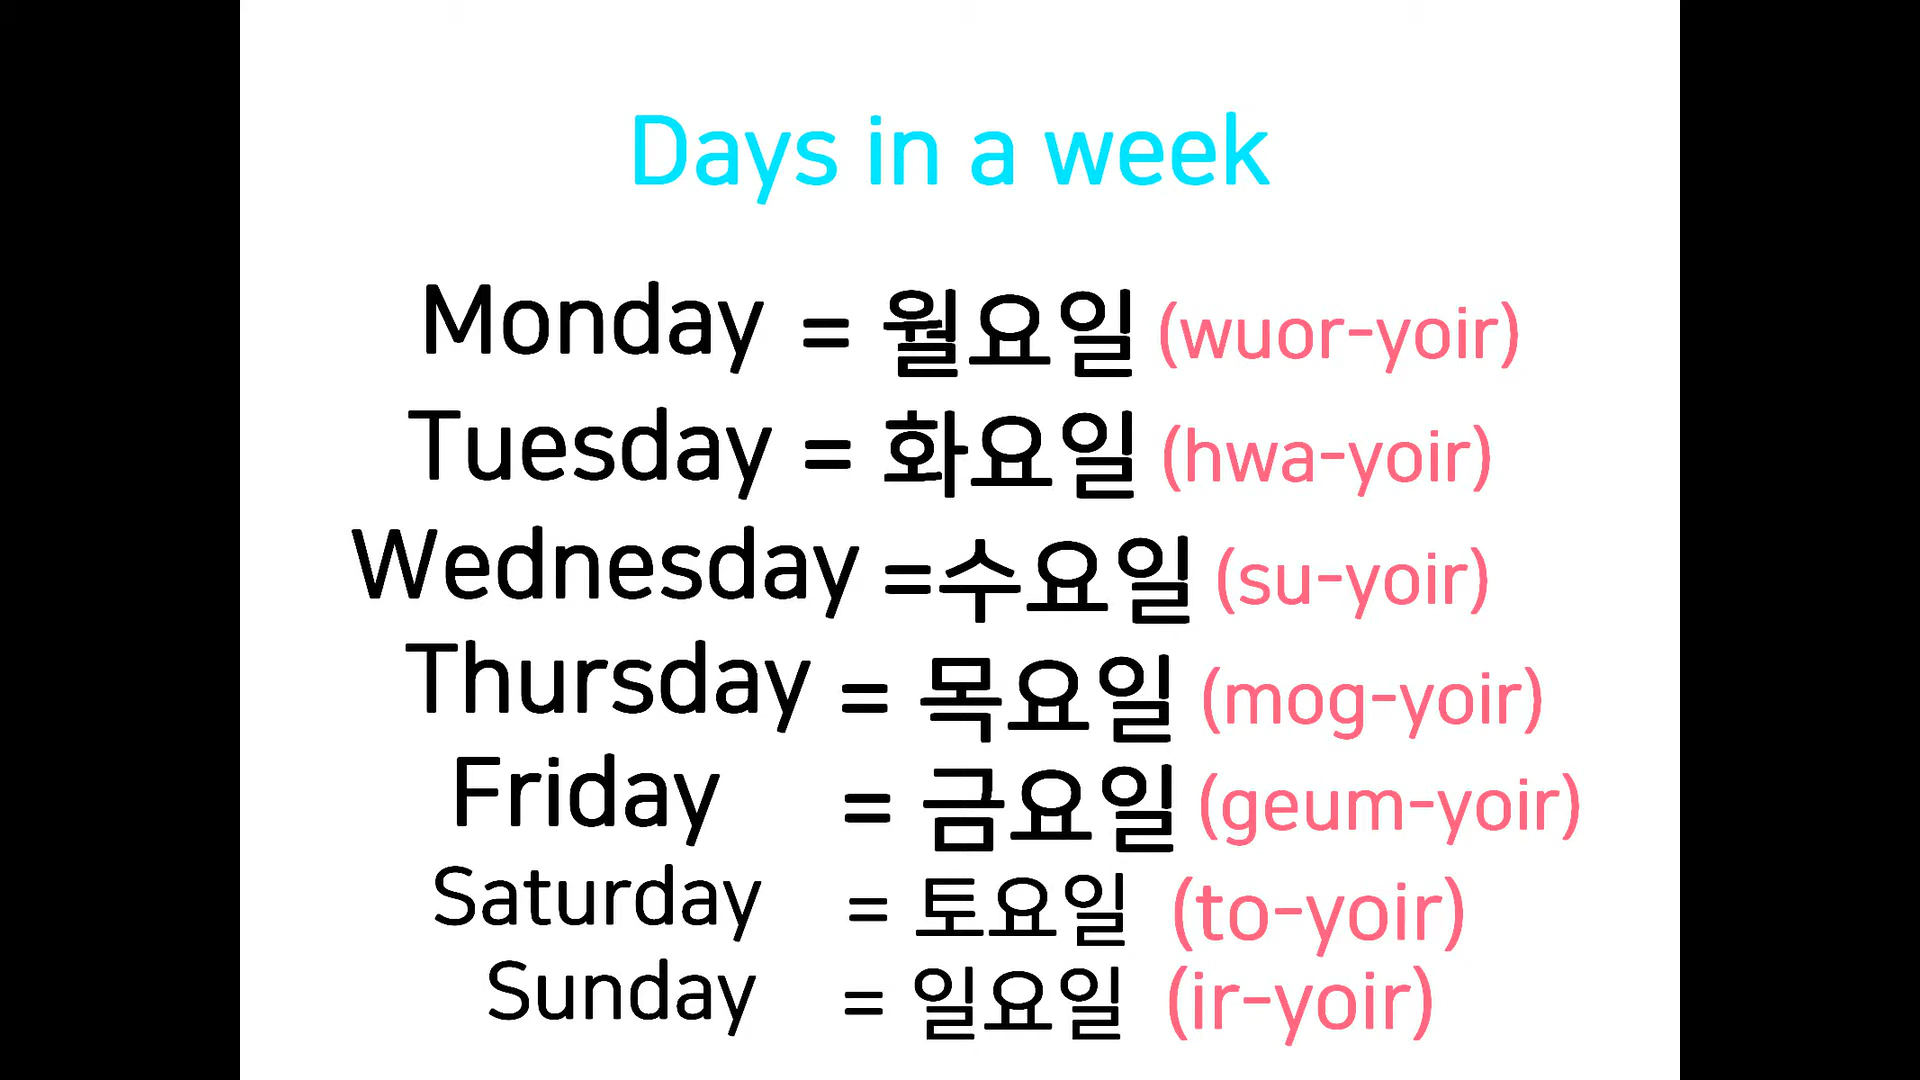 Days in a week
Monday = 월요일 (wuor-yoir)
Tuesday = 화요일 (hwa-yoir)
Wednesday =수요일 (su-yoir)
Thursday = 목요일 (mog-yoir)
Friday = 금요일 (geum-yoir)
Saturday = 토요일 (to-yoir)
Sunday = 일요일 (ir-yoir)